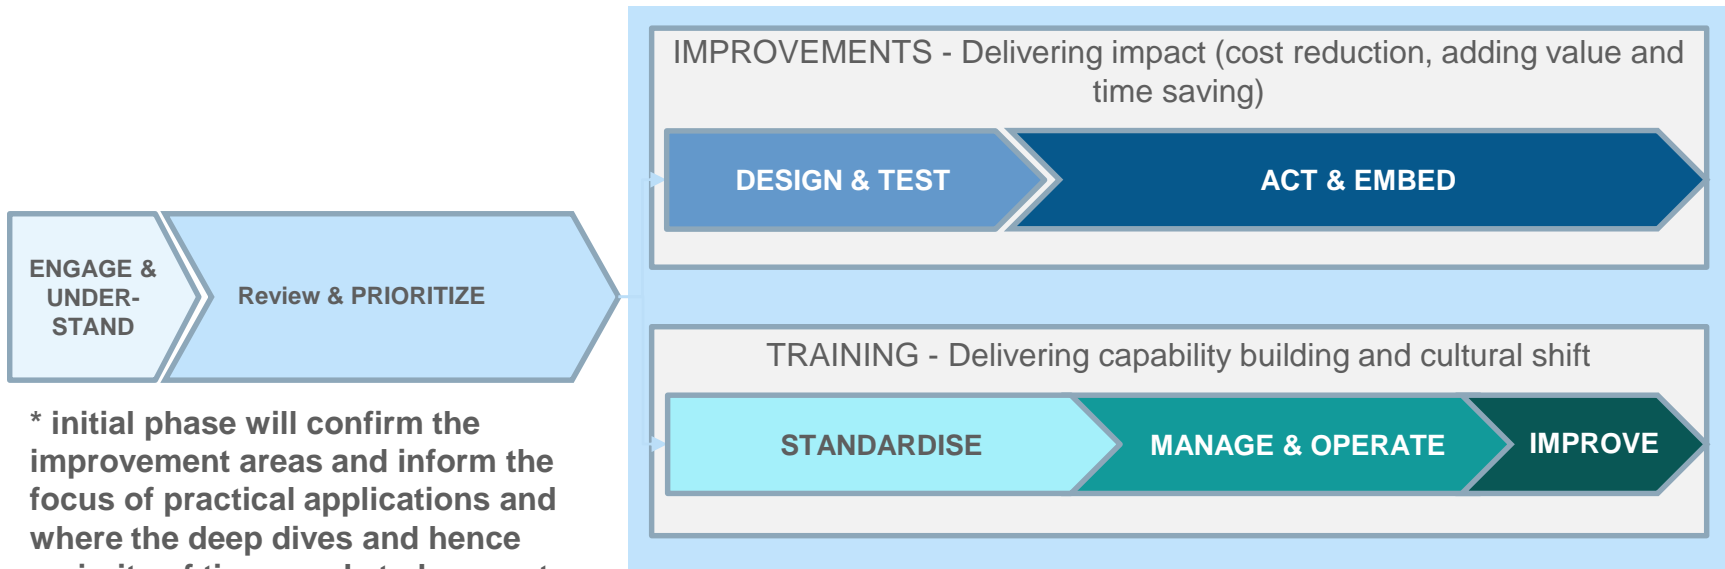 IMPROVEMENTS - Delivering impact (cost reduction, adding value and
time saving)
DESIGN & TEST
ACT & EMBED
ENGAGE &
UNDER-
STAND
Review & PRIORITIZE
TRAINING - Delivering capability building and cultural shift
STANDARDISE
MANAGE & OPERATE
IMPROVE
* initial phase will confirm the
improvement areas and inform the
focus of practical applications and
where the deep dives and hence